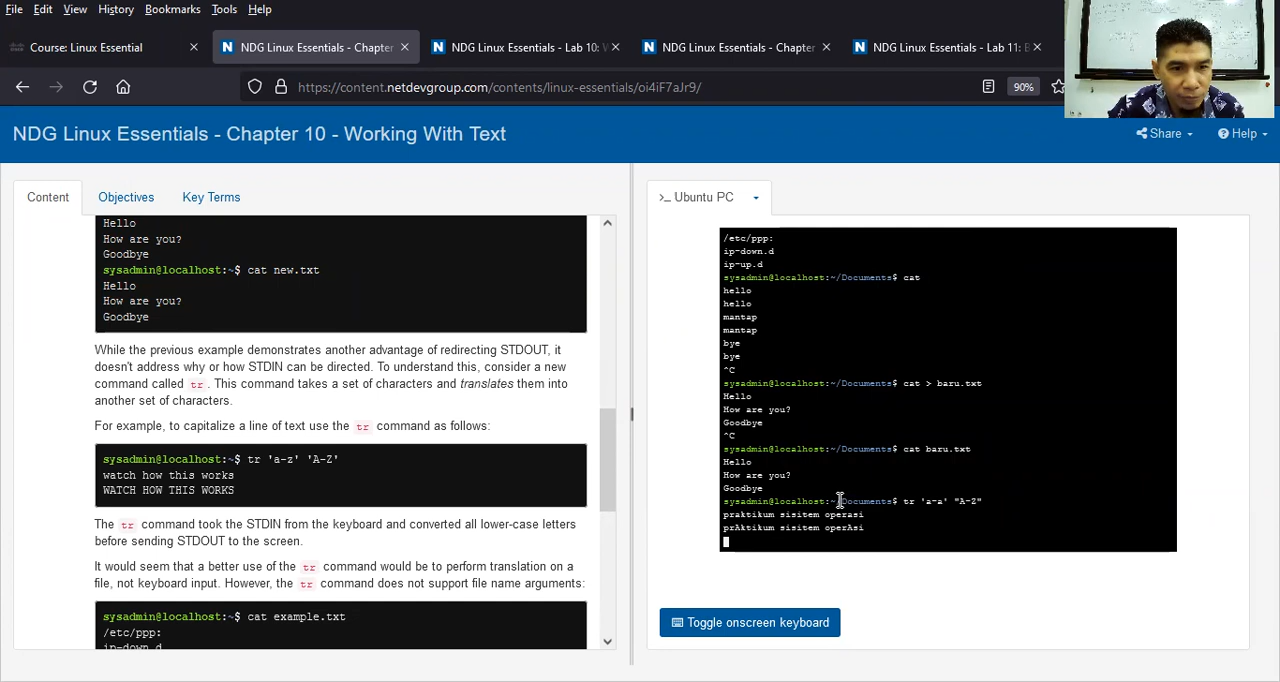 File Edit View History Bookmarks Tools Help
Course: Linux Essential
NDG Linux Essentials - Chapter
NDG Linux Essentials - Lab 10:
NDG Linux Essentials - Chapter
NDG Linux Essentials - Lab 11:
https://content.netdevgroup.com/contents/linux-essentials/oi4iF7aJr9/
90%
NDG Linux Essentials - Chapter 10 - Working With Text
Share
Help
Content Objectives Key Terms
Hello
How are you?
Goodbye
sysadmin@localhost:~$ cat new.txt
Hello
How are you?
Goodbye
While the previous example demonstrates another advantage of redirecting STDOUT, it
doesn't address why or how STDIN can be directed. To understand this, consider a new
command called tr. This command takes a set of characters and translates them into
another set of characters.
For example, to capitalize a line of text use the tr command as follows:
sysadmin@localhost:~$ tr 'a-z' 'A-Z'
watch how this works
WATCH HOW THIS WORKS
The tr command took the STDIN from the keyboard and converted all lower-case letters
before sending STDOUT to the screen.
It would seem that a better use of the tr command would be to perform translation on a
file, not keyboard input. However, the tr command does not support file name arguments:
sysadmin@localhost:~$ cat example.txt
/etc/ppp:
ip-down.d
>_ Ubuntu PC
/etc/ppp:
ip-down.d
ip-up.d
sysadmin@localhost:~/Documents$ cat
hello
hello
mantap
mantap
bye
bye
^C
sysadmin@localhost:~/Documents$ cat > baru.txt
Hello
How are you?
Goodbye
^C
sysadmin@localhost:~/Documents$ cat baru.txt
Hello
How are you?
Goodbye
sysadmin@localhost:~/Documents$ tr 'a-a' "A-Z"
praktikum sisitem operasi
prAktikum sisitem operAsi
Toggle onscreen keyboard